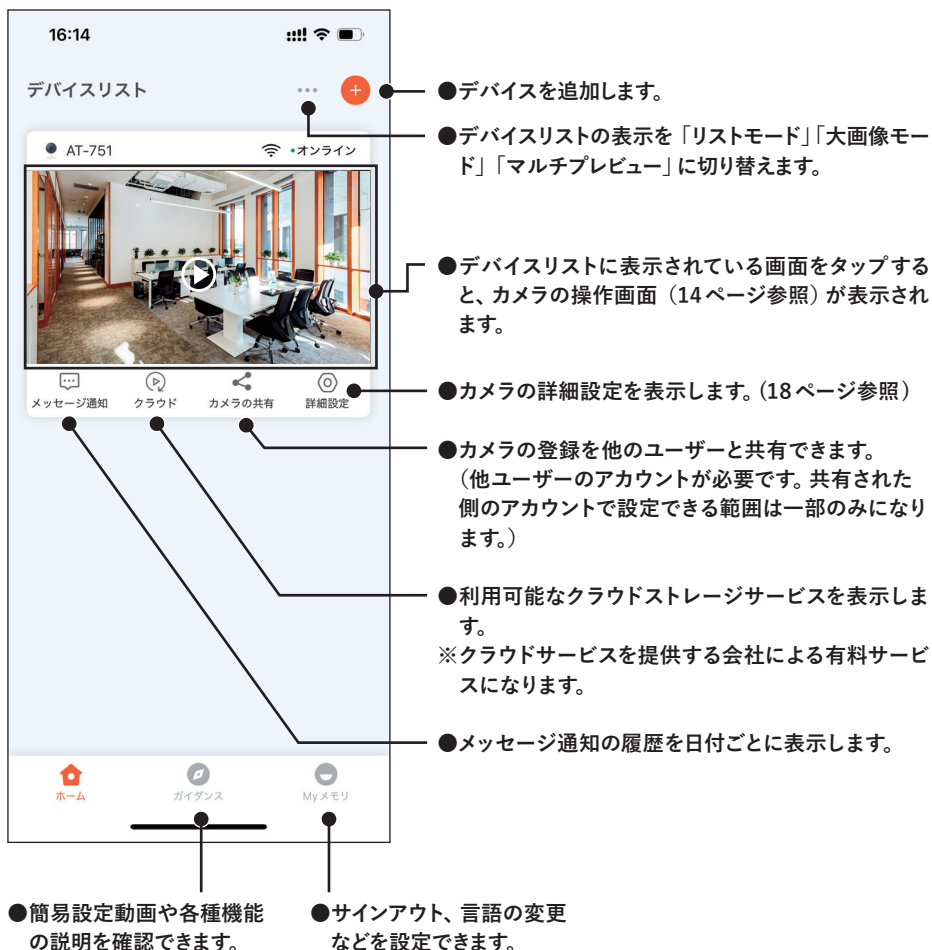 16:14
デバイスリスト
●デバイスを追加します。
●デバイスリストの表示を「リストモード」「大画像モー
ド」「マルチプレビュー」に切り替えます。
AT-751
オンライン
●デバイスリストに表示されている画面をタップする
と、カメラの操作画面（14ページ参照）が表示され
ます。
メッセージ通知
クラウド
カメラの共有
詳細設定
●カメラの詳細設定を表示します。(18ページ参照)
●カメラの登録を他のユーザーと共有できます。
（他ユーザーのアカウントが必要です。共有された
側のアカウントで設定できる範囲は一部のみになり
ます。）
●利用可能なクラウドストレージサービスを表示しま
す。
※クラウドサービスを提供する会社による有料サービ
スになります。
●メッセージ通知の履歴を日付ごとに表示します。
ホーム
ガイダンス
Myメモリ
●簡易設定動画や各種機能
の説明を確認できます。
●サインアウト、言語の変更
などを設定できます。